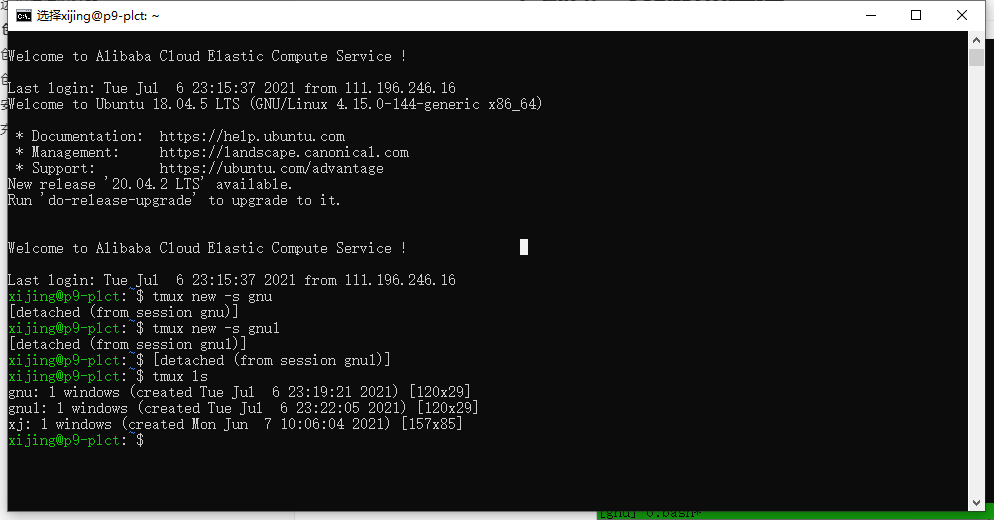 选择xijing@p9-plct: ~
Welcome to Alibaba Cloud Elastic Compute Service !
Last login: Tue Jul  6 23:15:37 2021 from 111.196.246.16
Welcome to Ubuntu 18.04.5 LTS (GNU/Linux 4.15.0-144-generic x86_64)
* Documentation:  https://help.ubuntu.com
* Management:     https://landscape.canonical.com
* Support:        https://ubuntu.com/advantage
New release '20.04.2 LTS' available.
Run 'do-release-upgrade' to upgrade to it.
Welcome to Alibaba Cloud Elastic Compute Service !
Last login: Tue Jul  6 23:15:37 2021 from 111.196.246.16
xijing@p9-plct:~$ tmux new -s gnu
[detached (from session gnu)]
xijing@p9-plct:~$ tmux new -s gnu1
[detached (from session gnu1)]
xijing@p9-plct:~$ [detached (from session gnu1)]
xijing@p9-plct:~$ tmux ls
gnu: 1 windows (created Tue Jul  6 23:19:21 2021) [120x29]
gnu1: 1 windows (created Tue Jul  6 23:22:05 2021) [120x29]
xj: 1 windows (created Mon Jun  7 10:06:04 2021) [157x85]
xijing@p9-plct:~$
[gnu] 0:bash*